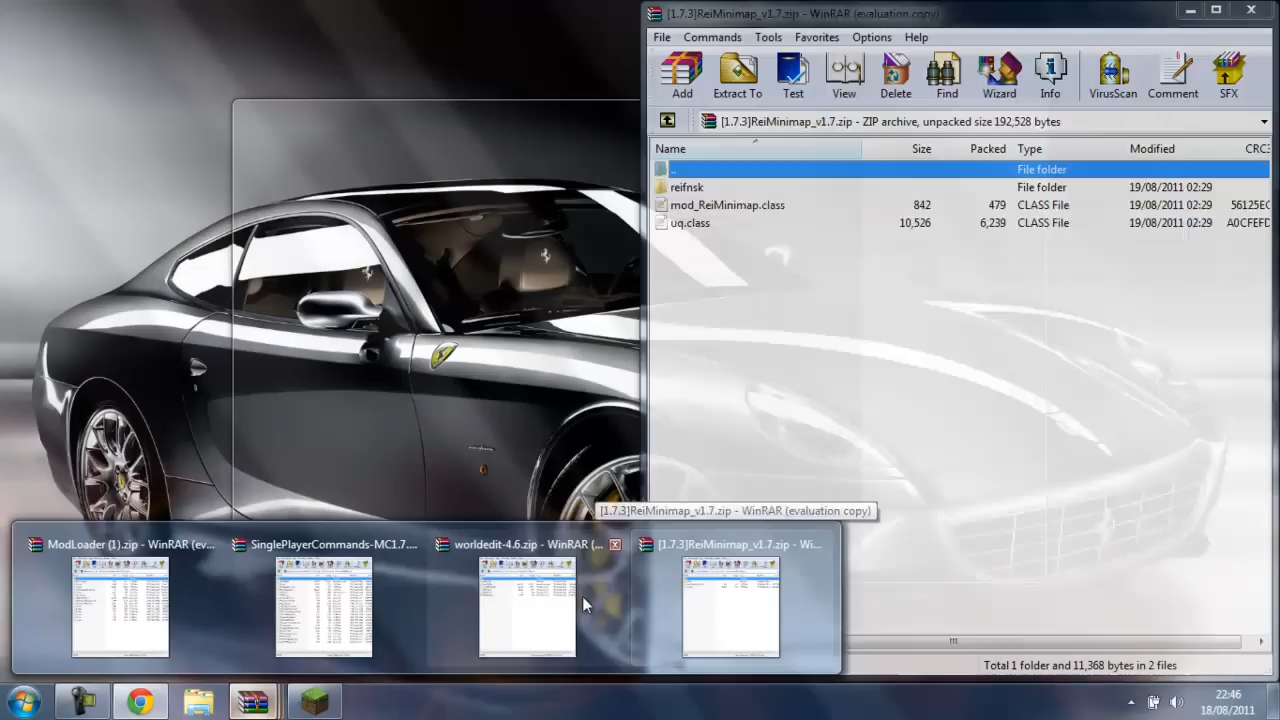 [1.7.3]ReiMinimap_v1.7.zip - WinRAR (evaluation copy)
File Commands Tools Favorites Options Help
Add Extract To Test View Delete Find Wizard Info VirusScan Comment SFX
[1.7.3]ReiMinimap_v1.7.zip - ZIP archive, unpacked size 192,528 bytes
Name Size Packed Type Modified CRC3
.. File folder
reifnsk File folder 19/08/2011 02:29
mod_ReiMinimap.class 842 479 CLASS File 19/08/2011 02:29 56125EC
uq.class 10,526 6,239 CLASS File 19/08/2011 02:29 A0CFEFD
[1.7.3]ReiMinimap_v1.7.zip - WinRAR (evaluation copy)
ModLoader (1).zip - WinRAR (ev... SinglePlayerCommands-MC1.7.... worldedit-4.6.zip - WinRAR (... [1.7.3]ReiMinimap_v1.7.zip - Wi...
Total 1 folder and 11,368 bytes in 2 files
22:46
18/08/2011